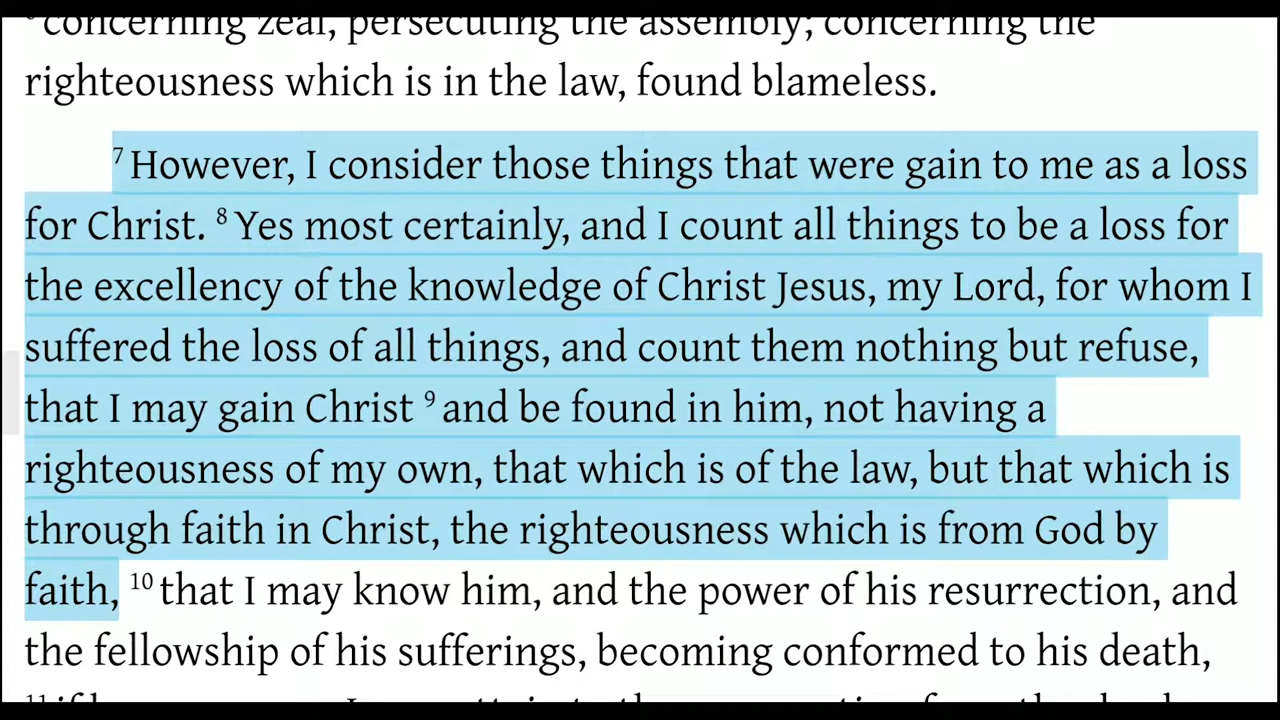 6 concerning zeal, persecuting the assembly; concerning the
righteousness which is in the law, found blameless.
7 However, I consider those things that were gain to me as a loss
for Christ. 8 Yes most certainly, and I count all things to be a loss for
the excellency of the knowledge of Christ Jesus, my Lord, for whom I
suffered the loss of all things, and count them nothing but refuse,
that I may gain Christ 9 and be found in him, not having a
righteousness of my own, that which is of the law, but that which is
through faith in Christ, the righteousness which is from God by
faith, 10 that I may know him, and the power of his resurrection, and
the fellowship of his sufferings, becoming conformed to his death,